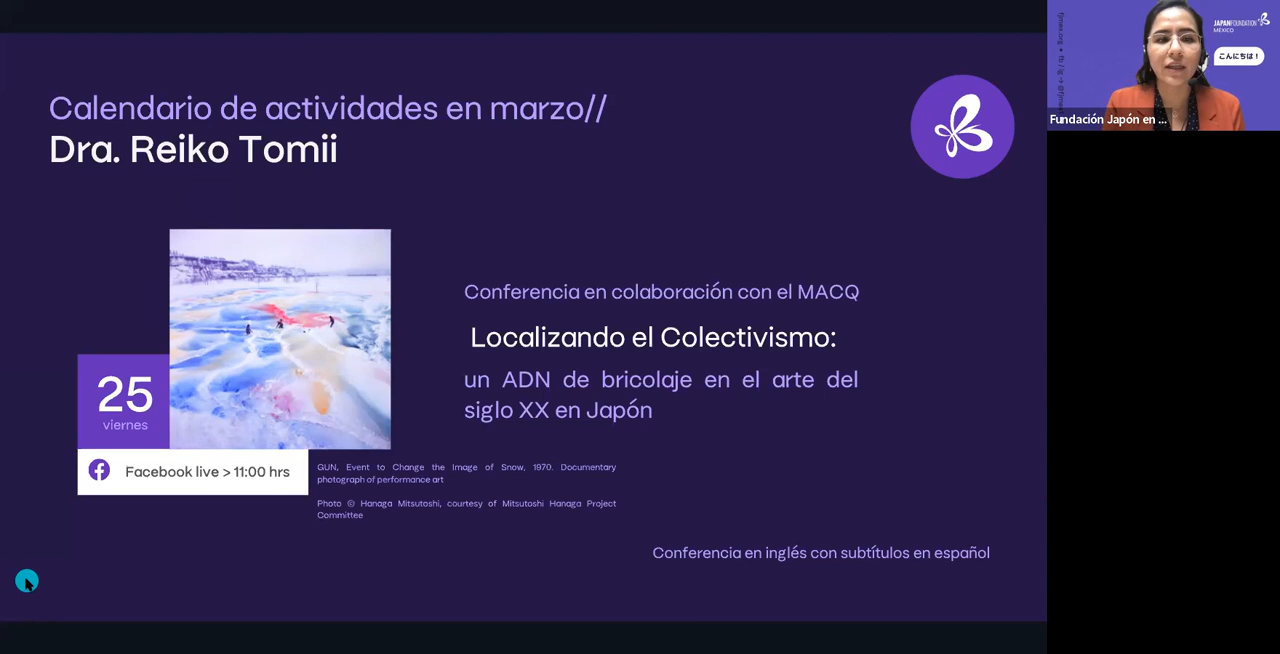 Calendario de actividades en marzo//
Dra. Reiko Tomii
25
viernes
Facebook live > 11:00 hrs
GUN, Event to Change the Image of Snow, 1970. Documentary
photograph of performance art
Photo © Hanaga Mitsutoshi, courtesy of Mitsutoshi Hanaga Project
Committee
Conferencia en colaboración con el MACQ
Localizando el Colectivismo:
un ADN de bricolaje en el arte del
siglo XX en Japón
Conferencia en inglés con subtítulos en español
JAPANFOUNDATION
MÉXICO
こんにちは!
Fundación Japón en ...